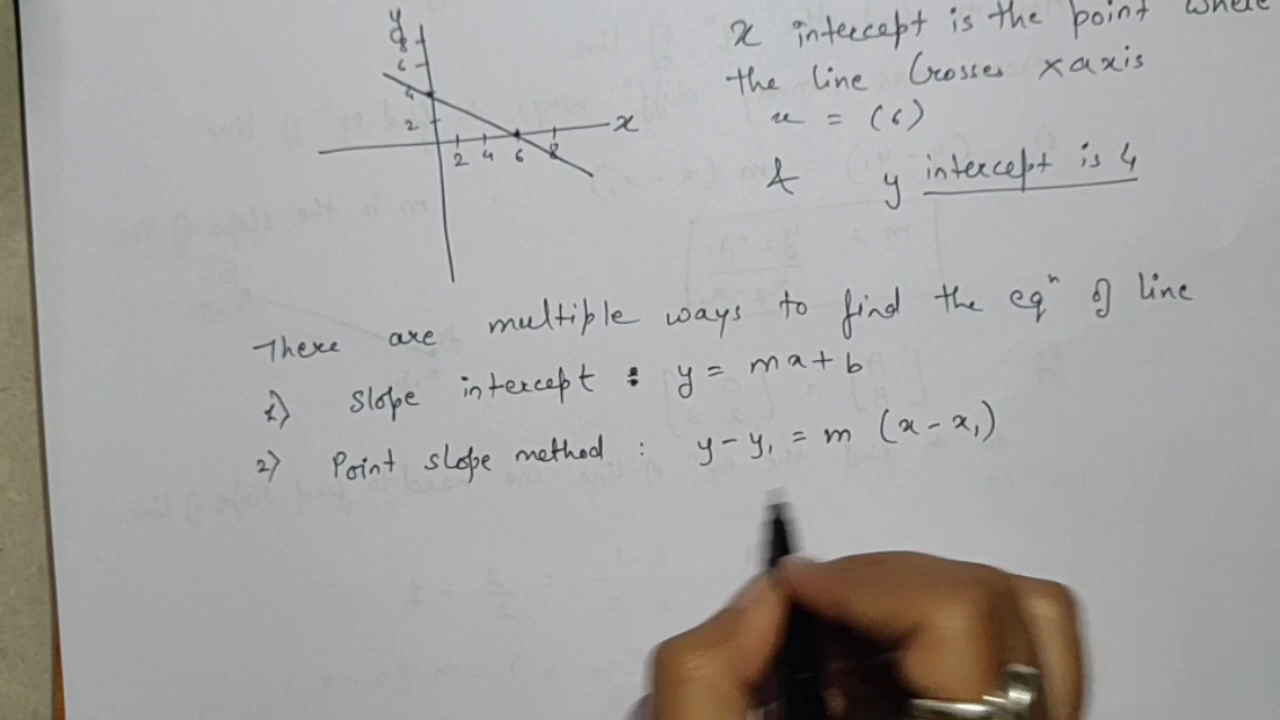 y
8
6
4
2
2 4 6 8
x
x intercept is the point where
the line Crosses x axis
x = (6)
& y intercept is 4
There are multiple ways to find the eqⁿ of line
1) Slope intercept : y = mx + b
2) Point slope method : y - y₁ = m (x - x₁)